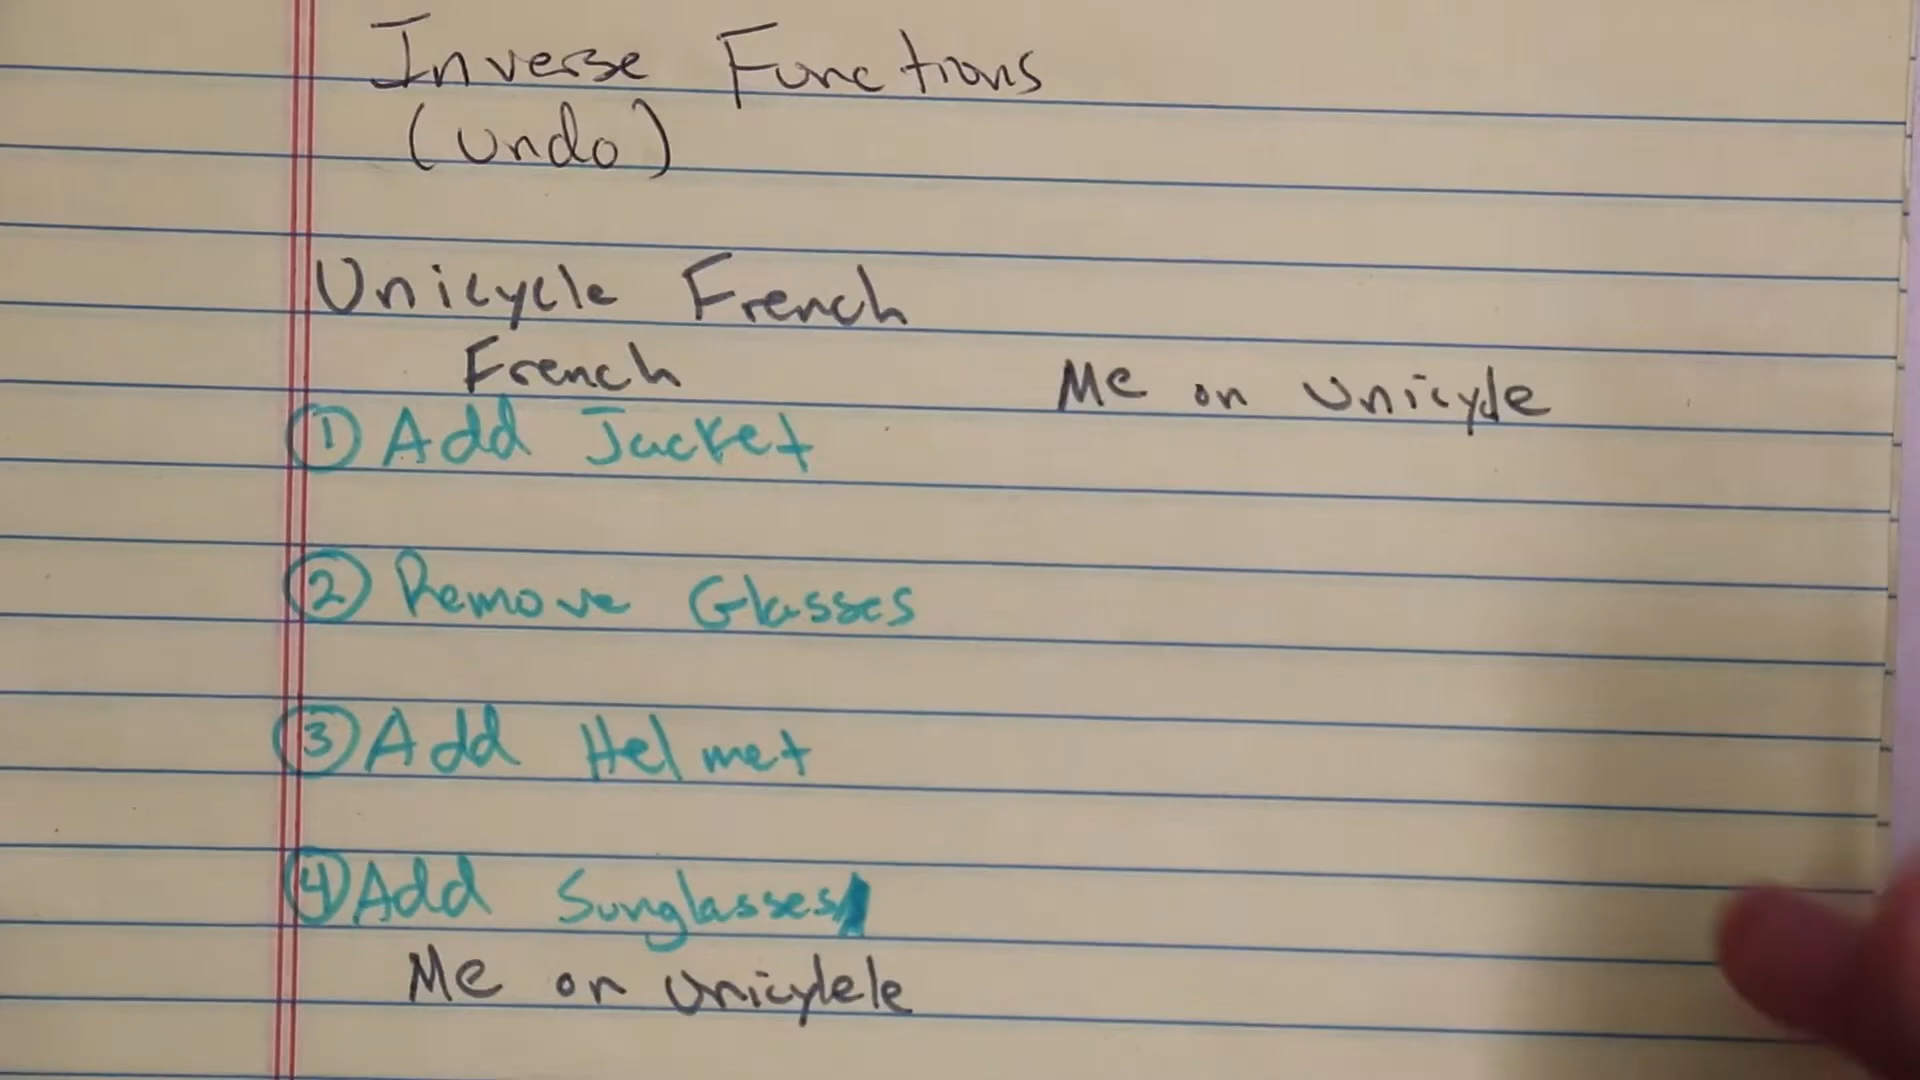 Inverse Functions
(undo)
Unicycle French
French
Me on Unicyle
① Add Jacket
② Remove Glasses
③ Add Helmet
④ Add Sunglasses
Me on Unicylele